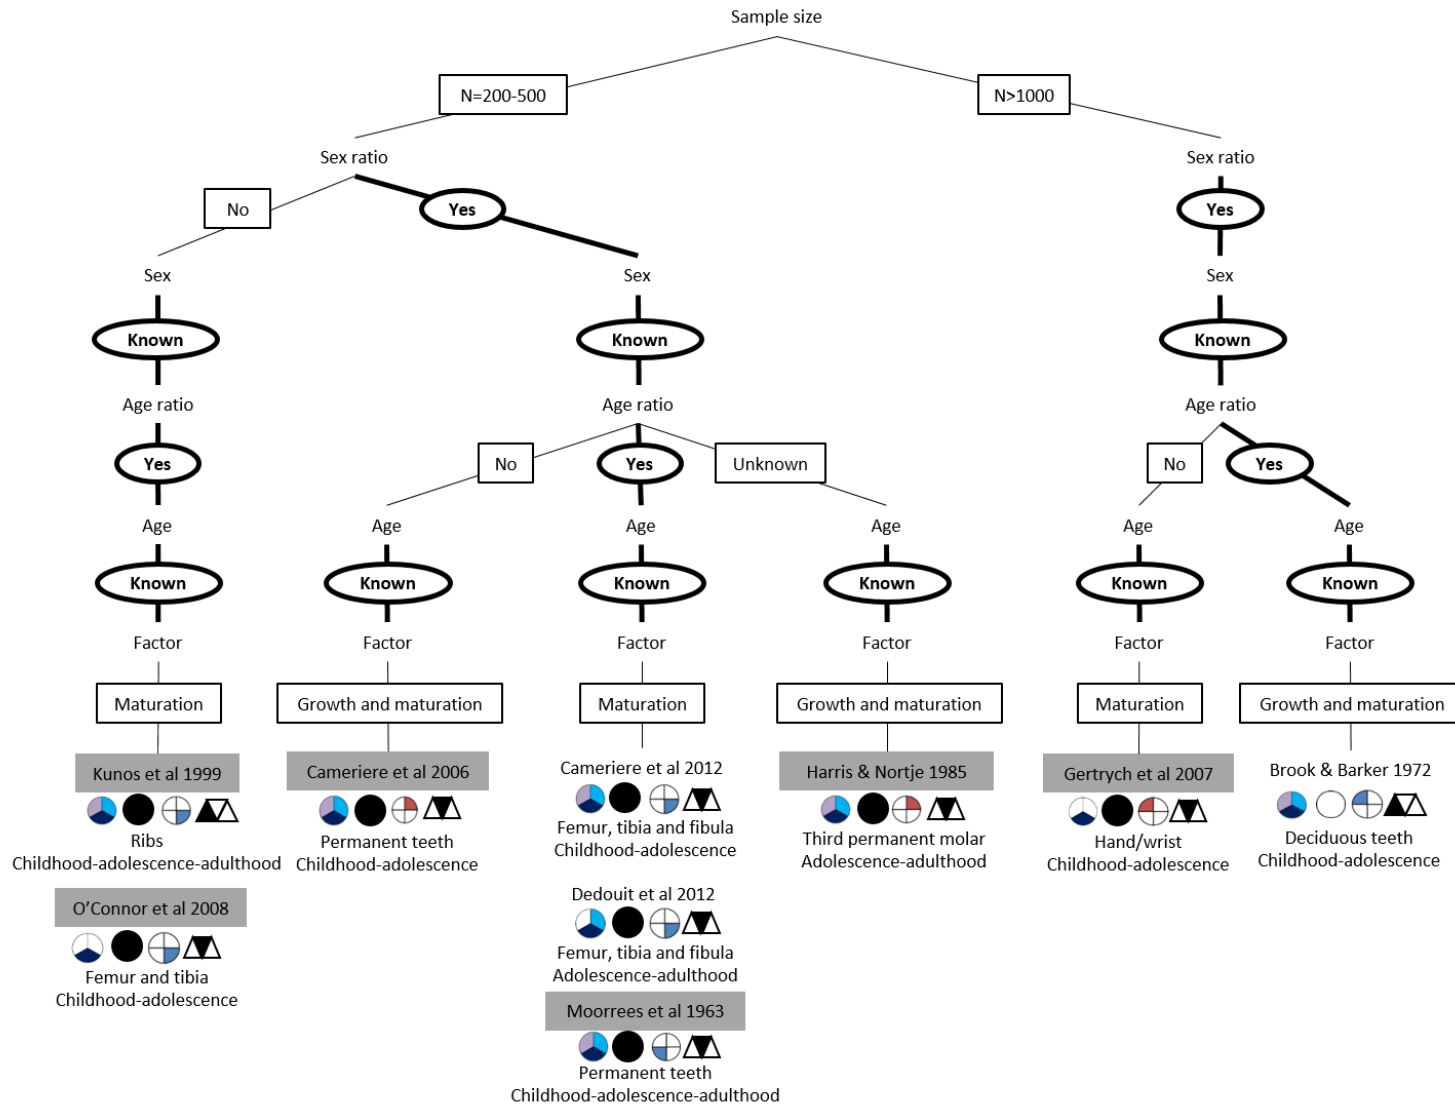 Sample size
N=200-500
N>1000
Sex ratio
Sex ratio
No
Yes
Yes
Sex
Sex
Sex
Known
Known
Known
Age ratio
Age ratio
Age ratio
Yes
No
Yes
Unknown
No
Yes
Age
Age
Age
Age
Age
Age
Known
Known
Known
Known
Known
Known
Factor
Factor
Factor
Factor
Factor
Factor
Maturation
Growth and maturation
Maturation
Growth and maturation
Maturation
Growth and maturation
Kunos et al 1999
Ribs
Childhood-adolescence-adulthood
O’Connor et al 2008
Femur and tibia
Childhood-adolescence
Cameriere et al 2006
Permanent teeth
Childhood-adolescence
Cameriere et al 2012
Femur, tibia and fibula
Childhood-adolescence
Dedouit et al 2012
Femur, tibia and fibula
Adolescence-adulthood
Moorrees et al 1963
Permanent teeth
Childhood-adolescence-adulthood
Harris & Nortje 1985
Third permanent molar
Adolescence-adulthood
Gertrych et al 2007
Hand/wrist
Childhood-adolescence
Brook & Barker 1972
Deciduous teeth
Childhood-adolescence